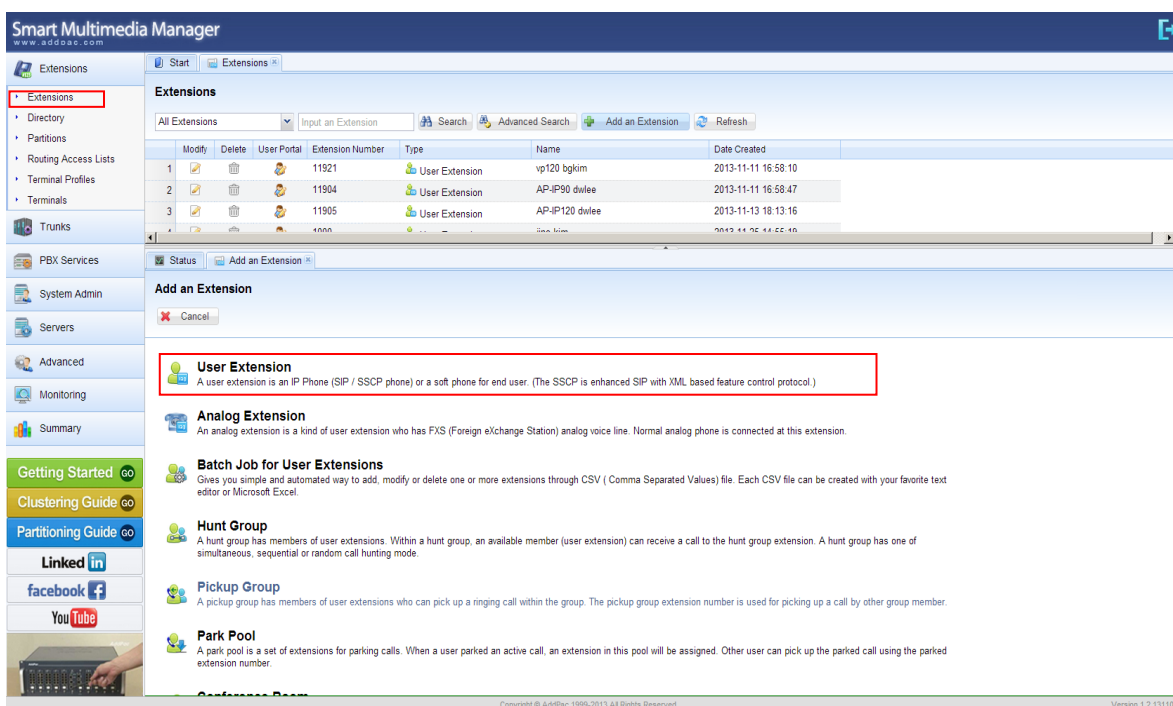 Smart Multimedia Manager
www.addpac.com
Extensions
Extensions
Directory
Partitions
Routing Access Lists
Terminal Profiles
Terminals
Trunks
PBX Services
System Admin
Servers
Advanced
Monitoring
Summary
Getting Started GO
Clustering Guide GO
Partitioning Guide GO
Linked in
facebook f
You Tube
Start Extensions
Extensions
All Extensions Input an Extension Search Advanced Search Add an Extension Refresh
Modify Delete User Portal Extension Number Type Name Date Created
1 11921 User Extension vp120 bgkim 2013-11-11 16:58:10
2 11904 User Extension AP-IP90 dwlee 2013-11-11 16:58:47
3 11905 User Extension AP-IP120 dwlee 2013-11-13 18:13:16
Status Add an Extension
Add an Extension
Cancel
User Extension
A user extension is an IP Phone (SIP / SSCP phone) or a soft phone for end user. (The SSCP is enhanced SIP with XML based feature control protocol.)
Analog Extension
An analog extension is a kind of user extension who has FXS (Foreign eXchange Station) analog voice line. Normal analog phone is connected at this extension.
Batch Job for User Extensions
Gives you simple and automated way to add, modify or delete one or more extensions through CSV ( Comma Separated Values) file. Each CSV file can be created with your favorite text
editor or Microsoft Excel.
Hunt Group
A hunt group has members of user extensions. Within a hunt group, an available member (user extension) can receive a call to the hunt group extension. A hunt group has one of
simultaneous, sequential or random call hunting mode.
Pickup Group
A pickup group has members of user extensions who can pick up a ringing call within the group. The pickup group extension number is used for picking up a call by other group member.
Park Pool
A park pool is a set of extensions for parking calls. When a user parked an active call, an extension in this pool will be assigned. Other user can pick up the parked call using the parked
extension number.
Conference Room
Copyright © AddPac 1999-2013 All Rights Reserved
Version 1.2.1311